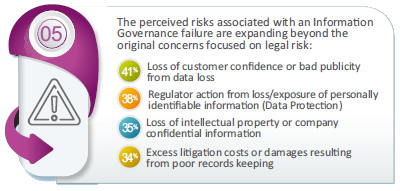 05
The perceived risks associated with an Information
Governance failure are expanding beyond the
original concerns focused on legal risk:
41% Loss of customer confidence or bad publicity
from data loss
38% Regulator action from loss/exposure of personally
identifiable information (Data Protection)
35% Loss of intellectual property or company
confidential information
34% Excess litigation costs or damages resulting
from poor records keeping